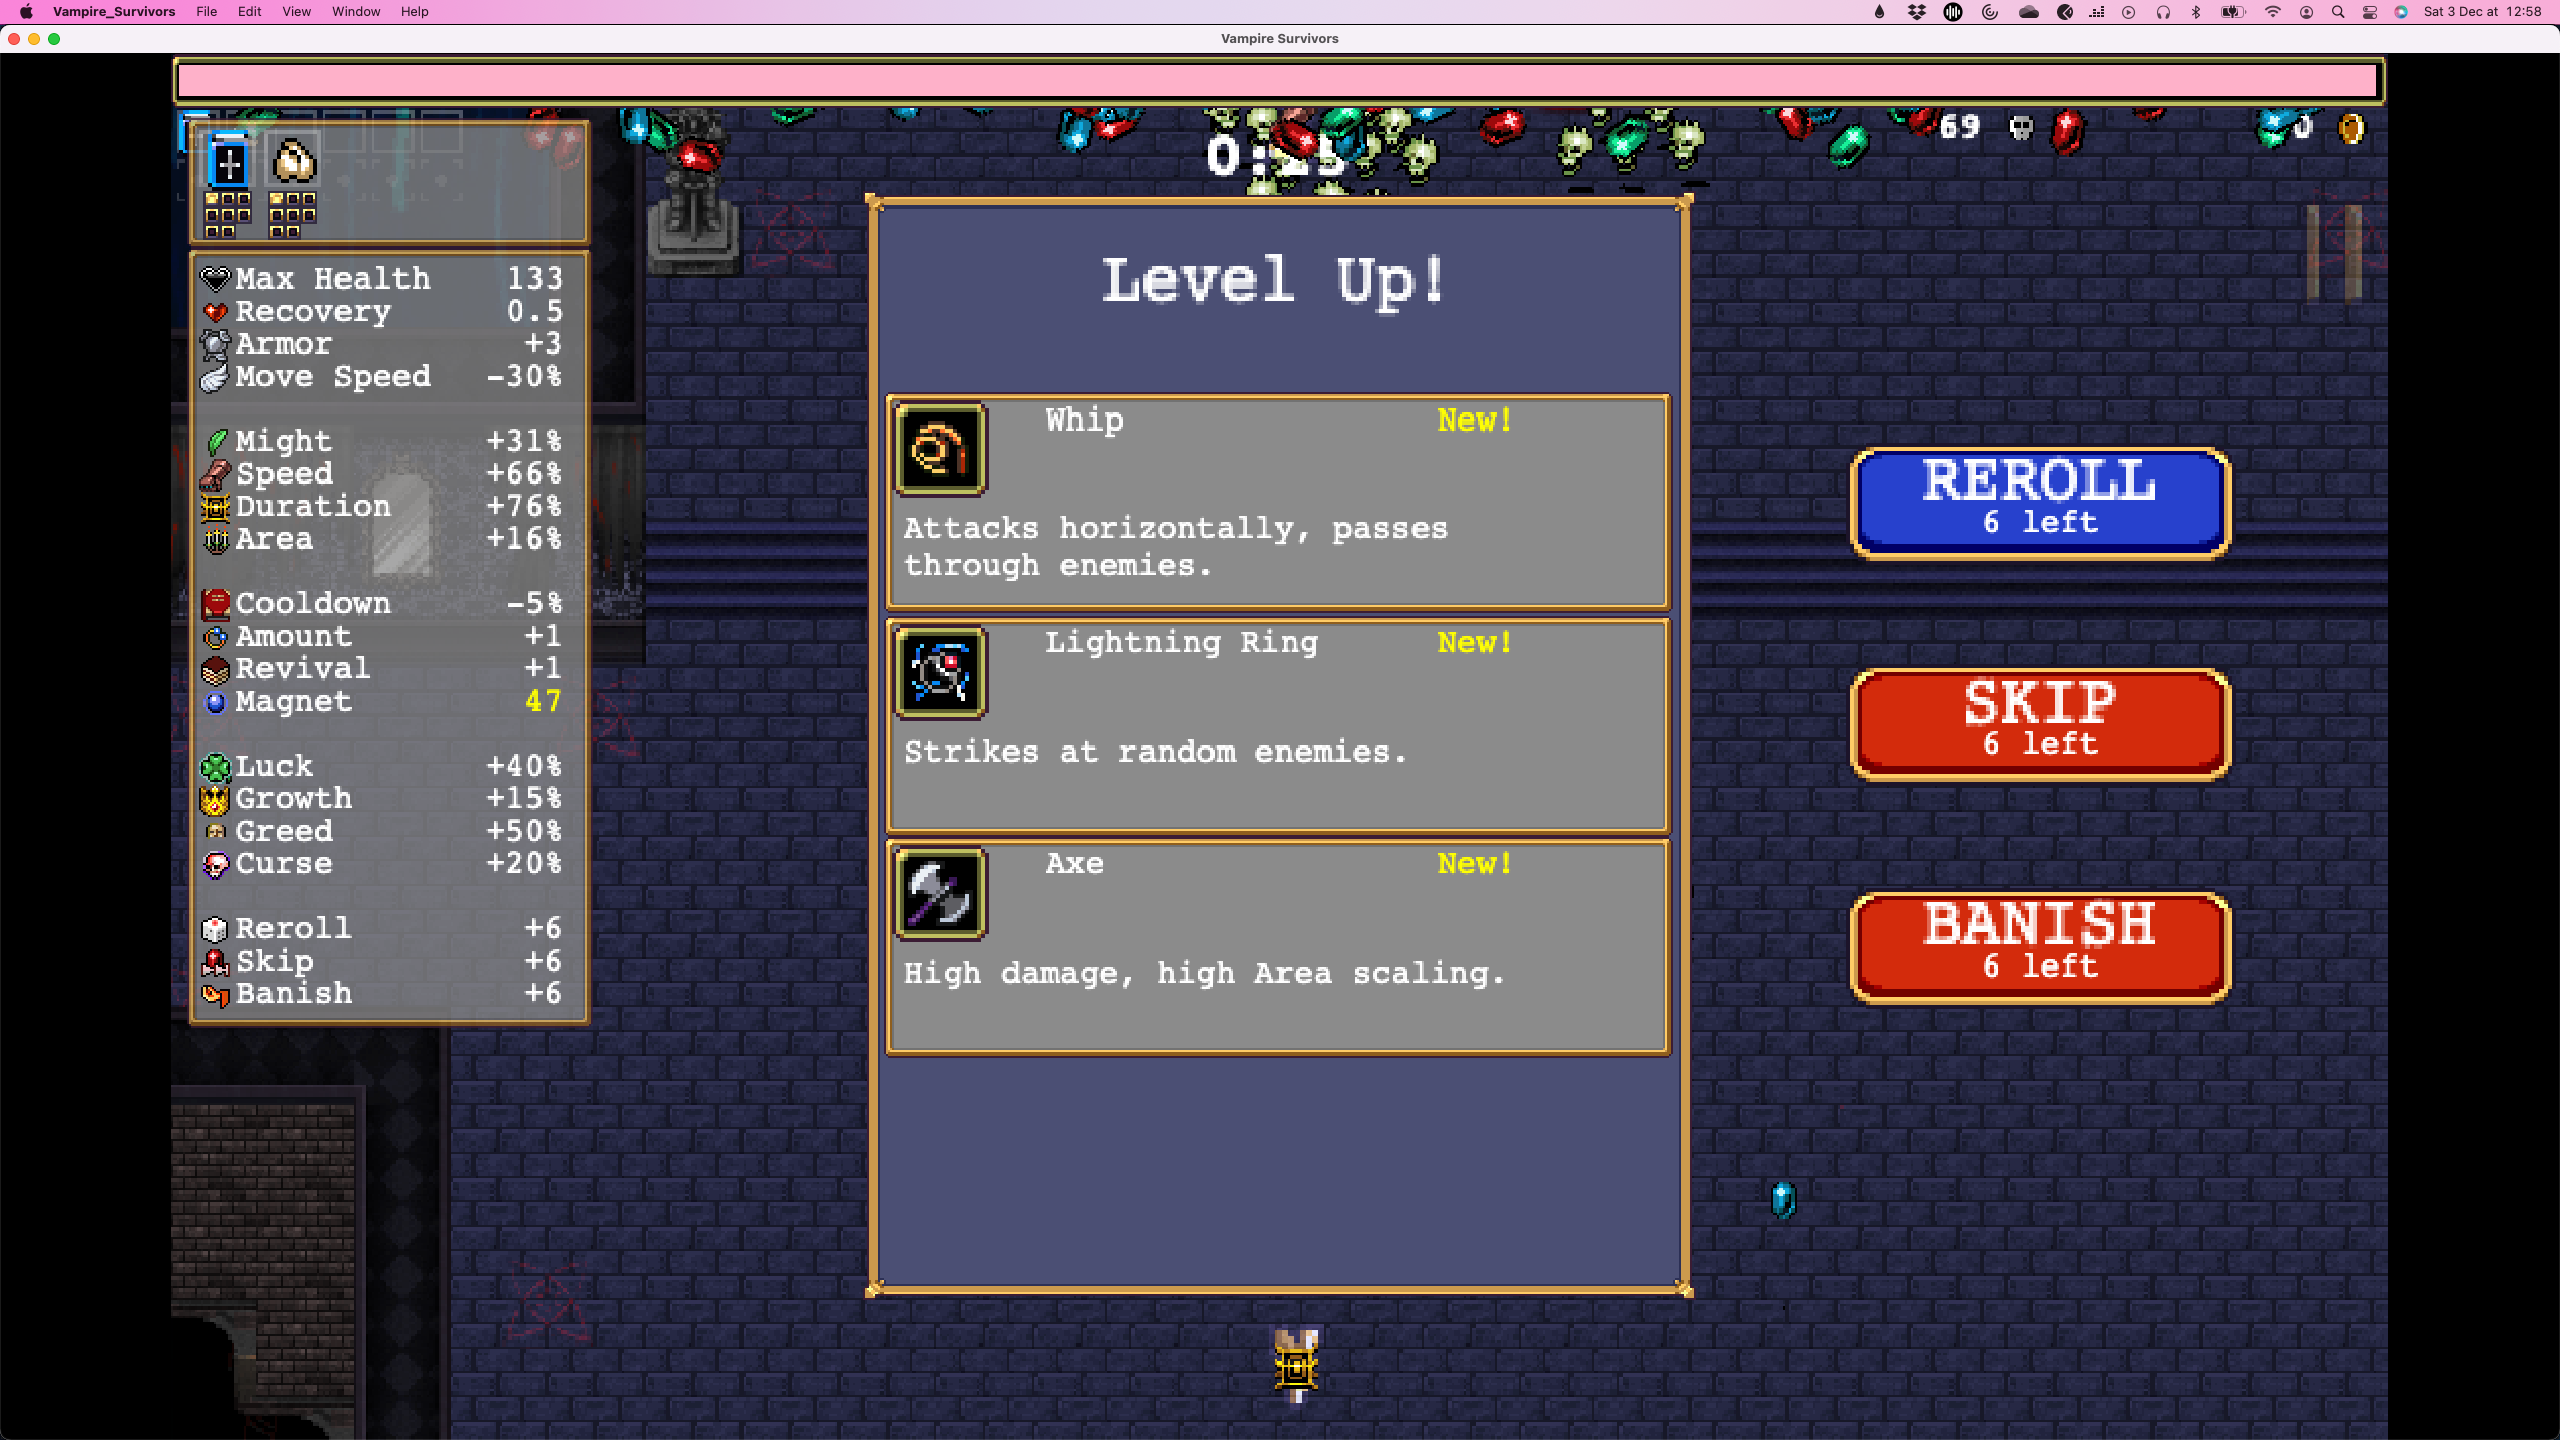 Vampire_Survivors File Edit View Window Help
Sat 3 Dec at 12:58
Vampire Survivors
69
0
Max Health 133
Recovery 0.5
Armor +3
Move Speed -30%
Might +31%
Speed +66%
Duration +76%
Area +16%
Cooldown -5%
Amount +1
Revival +1
Magnet 47
Luck +40%
Growth +15%
Greed +50%
Curse +20%
Reroll +6
Skip +6
Banish +6
Level Up!
Whip New!
Attacks horizontally, passes
through enemies.
Lightning Ring New!
Strikes at random enemies.
Axe New!
High damage, high Area scaling.
REROLL
6 left
SKIP
6 left
BANISH
6 left